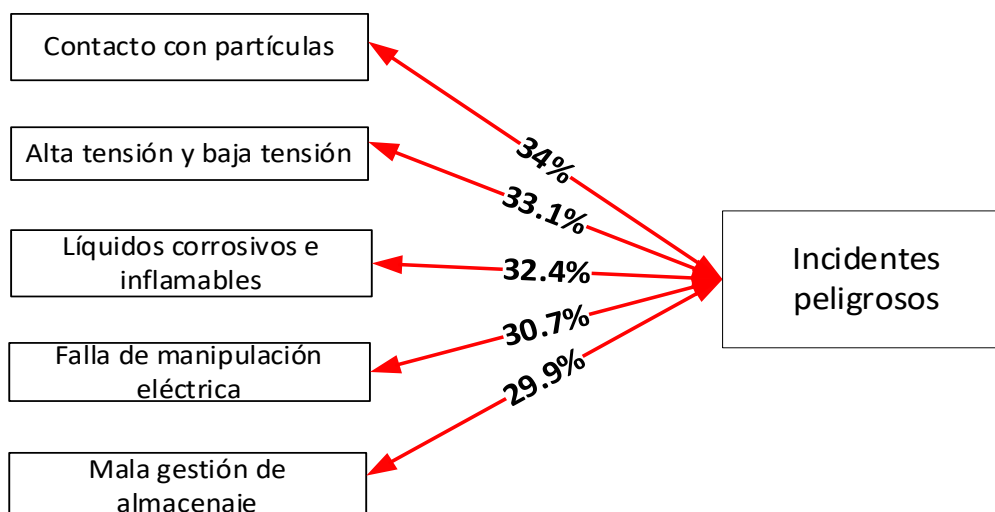 Contacto con partículas
34%
Alta tensión y baja tensión
33.1%
Líquidos corrosivos e
inflamables
32.4%
Incidentes
peligrosos
Falla de manipulación
eléctrica
30.7%
29.9%
Mala gestión de
almacenaje